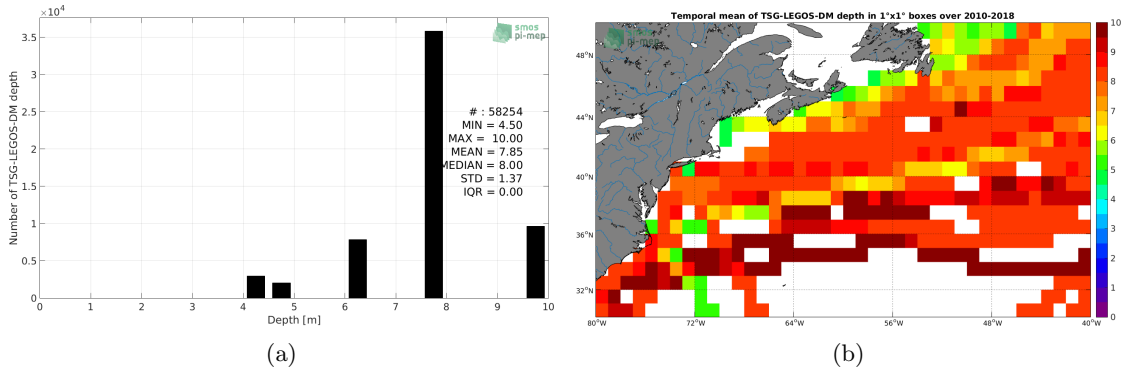 ×10⁴
3.5
3
2.5
2
1.5
1
0.5
0
Number of TSG-LEGOS-DM depth
0 1 2 3 4 5 6 7 8 9 10
Depth [m]
smos
pi-mep
# : 58254
MIN = 4.50
MAX = 10.00
MEAN = 7.85
MEDIAN = 8.00
STD = 1.37
IQR = 0.00
(a)
Temporal mean of TSG-LEGOS-DM depth in 1°x1° boxes over 2010-2018
smos
pi-mep
48°N
44°N
40°N
36°N
32°N
80°W 72°W 64°W 56°W 48°W 40°W
10
9
8
7
6
5
4
3
2
1
0
(b)